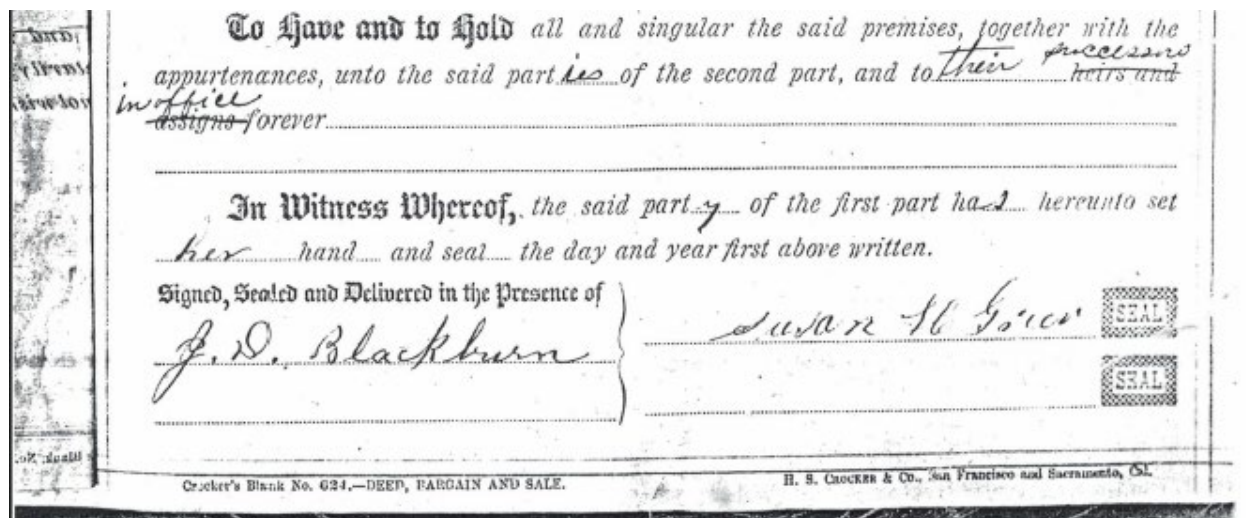 To Have and to Hold all and singular the said premises, together with the
successors
appurtenances, unto the said part ies of the second part, and to their heirs and
in office
assigns forever
In Witness Whereof, the said party of the first part has hereunto set
her hand and seal the day and year first above written.
Signed, Sealed and Delivered in the Presence of
J. D. Blackburn
Susan H SEAL
SEAL
Crocker's Blank No. 624.—DEED, BARGAIN AND SALE.
H. S. CROCKER & Co., San Francisco and Sacramento, Cal.